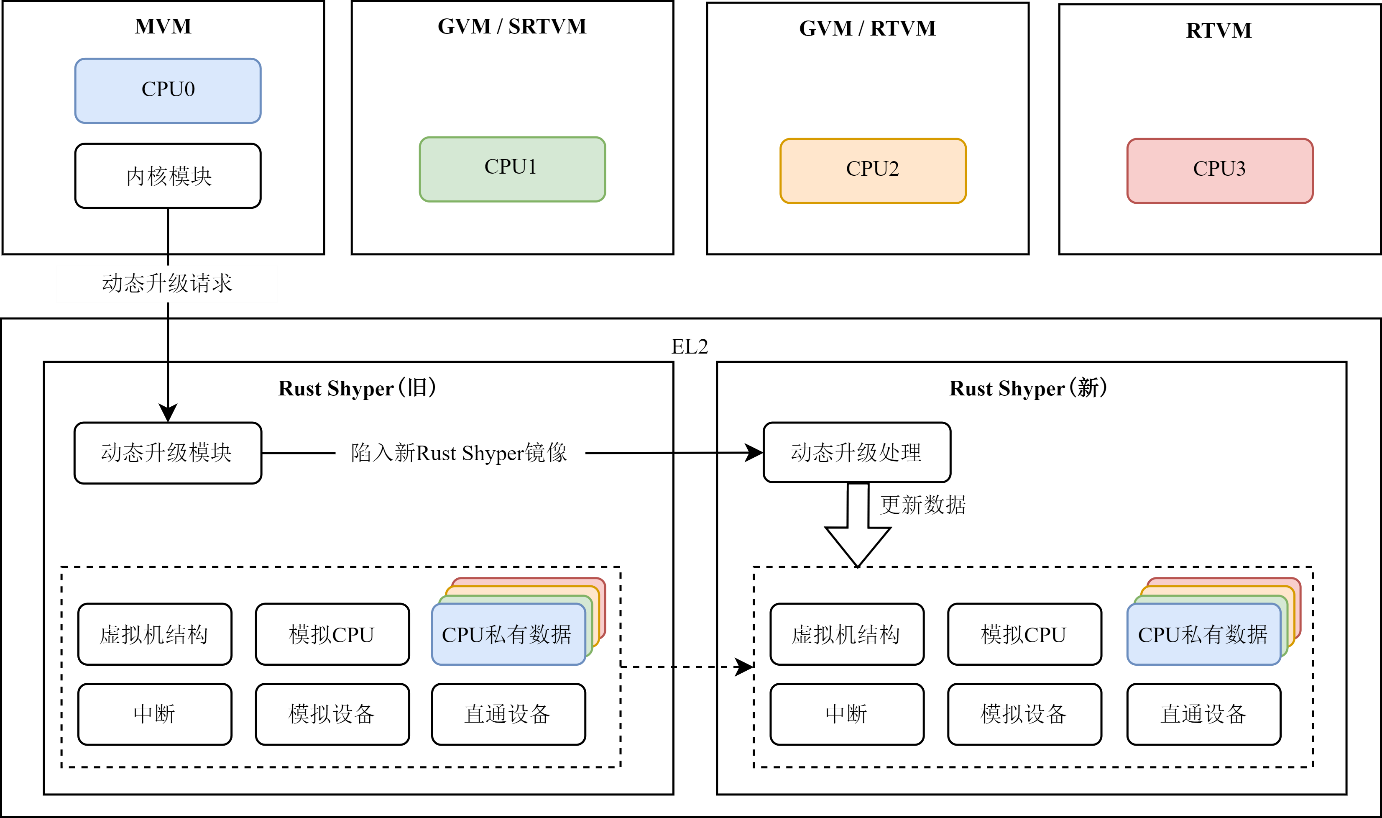 MVM
GVM / SRTVM
GVM / RTVM
RTVM
CPU0
内核模块
CPU1
CPU2
CPU3
动态升级请求
EL2
Rust Shyper（旧）
Rust Shyper（新）
动态升级模块
陷入新Rust Shyper镜像
动态升级处理
更新数据
虚拟机结构
模拟CPU
CPU私有数据
中断
模拟设备
直通设备
虚拟机结构
模拟CPU
CPU私有数据
中断
模拟设备
直通设备